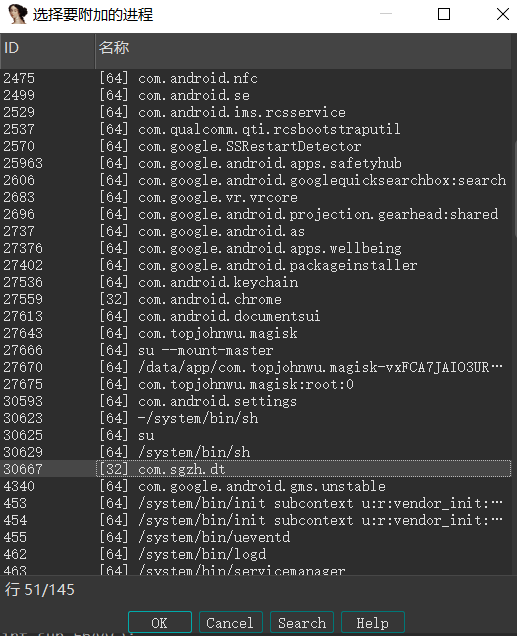 选择要附加的进程
ID 名称
2475 [64] com.android.nfc
2499 [64] com.android.se
2529 [64] com.android.ims.rcsservice
2537 [64] com.qualcomm.qti.rcsbootstraputil
2570 [64] com.google.SSRestartDetector
25963 [64] com.google.android.apps.safetyhub
2606 [64] com.google.android.googlequicksearchbox:search
2683 [64] com.google.vr.vrcore
2696 [64] com.google.android.projection.gearhead:shared
2737 [64] com.google.android.as
27376 [64] com.google.android.apps.wellbeing
27402 [64] com.google.android.packageinstaller
27536 [64] com.android.keychain
27559 [32] com.android.chrome
27613 [64] com.android.documentsui
27643 [64] com.topjohnwu.magisk
27666 [64] su --mount-master
27670 [64] /data/app/com.topjohnwu.magisk-vxFCA7JAIO3UR…
27675 [64] com.topjohnwu.magisk:root:0
30593 [64] com.android.settings
30623 [64] -/system/bin/sh
30625 [64] su
30629 [64] /system/bin/sh
30667 [32] com.sgzh.dt
4340 [64] com.google.android.gms.unstable
453 [64] /system/bin/init subcontext u:r:vendor_init:…
454 [64] /system/bin/init subcontext u:r:vendor_init:…
455 [64] /system/bin/ueventd
462 [64] /system/bin/logd
463 [64] /system/bin/servicemanager
行 51/145
OK Cancel Search Help